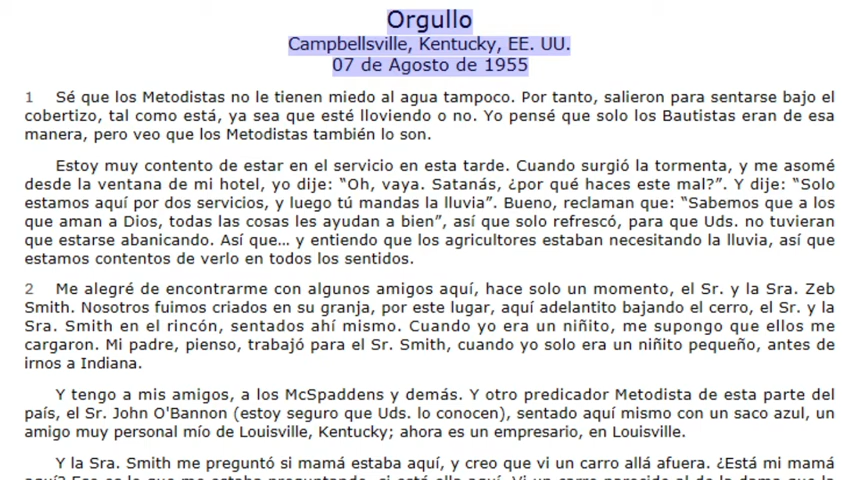 Orgullo
Campbellsville, Kentucky, EE. UU.
07 de Agosto de 1955
1 Sé que los Metodistas no le tienen miedo al agua tampoco. Por tanto, salieron para sentarse bajo el
cobertizo, tal como está, ya sea que esté lloviendo o no. Yo pensé que solo los Bautistas eran de esa
manera, pero veo que los Metodistas también lo son.
Estoy muy contento de estar en el servicio en esta tarde. Cuando surgió la tormenta, y me asomé
desde la ventana de mi hotel, yo dije: “Oh, vaya. Satanás, ¿por qué haces este mal?”. Y dije: “Solo
estamos aquí por dos servicios, y luego tú mandas la lluvia”. Bueno, reclaman que: “Sabemos que a los
que aman a Dios, todas las cosas les ayudan a bien”, así que solo refrescó, para que Uds. no tuvieran
que estarse abanicando. Así que… y entiendo que los agricultores estaban necesitando la lluvia, así que
estamos contentos de verlo en todos los sentidos.
2 Me alegré de encontrarme con algunos amigos aquí, hace solo un momento, el Sr. y la Sra. Zeb
Smith. Nosotros fuimos criados en su granja, por este lugar, aquí adelantito bajando el cerro, el Sr. y la
Sra. Smith en el rincón, sentados ahí mismo. Cuando yo era un niñito, me supongo que ellos me
cargaron. Mi padre, pienso, trabajó para el Sr. Smith, cuando yo solo era un niñito pequeño, antes de
irnos a Indiana.
Y tengo a mis amigos, a los McSpaddens y demás. Y otro predicador Metodista de esta parte del
país, el Sr. John O'Bannon (estoy seguro que Uds. lo conocen), sentado aquí mismo con un saco azul, un
amigo muy personal mío de Louisville, Kentucky; ahora es un empresario, en Louisville.
Y la Sra. Smith me preguntó si mamá estaba aquí, y creo que vi un carro allá afuera. ¿Está mi mamá